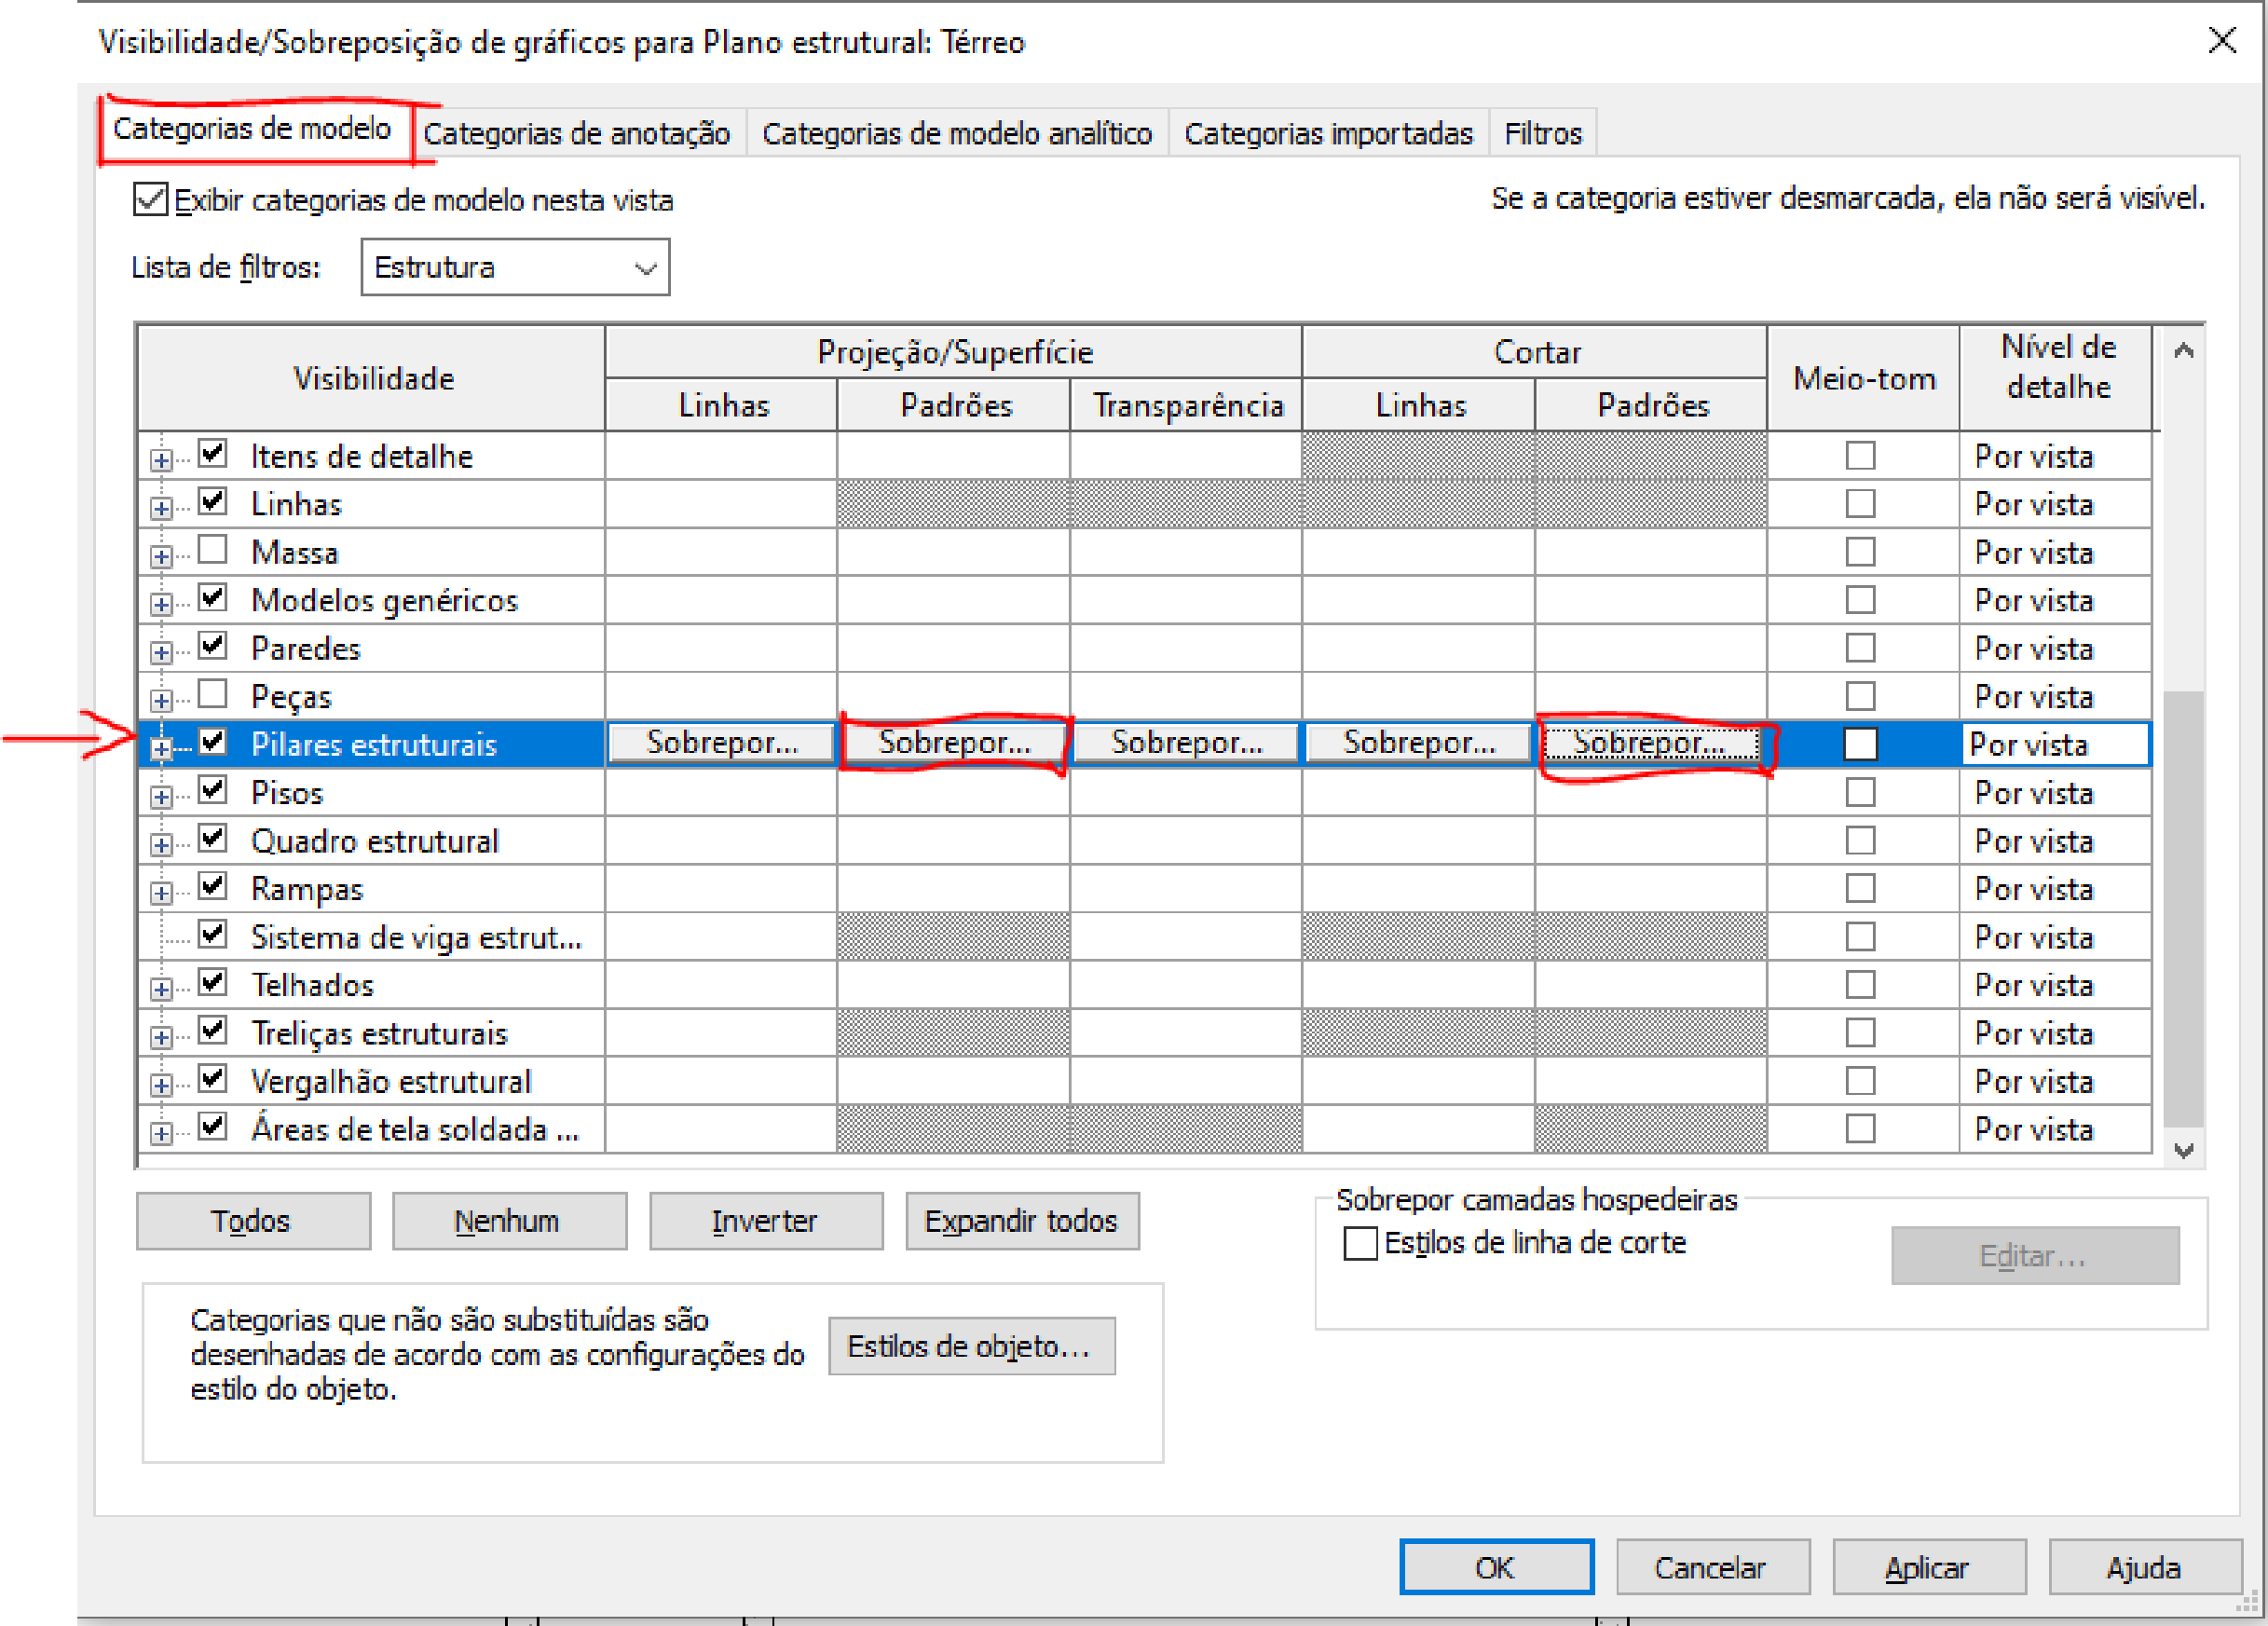 Visibilidade/Sobreposição de gráficos para Plano estrutural: Térreo
Categorias de modelo Categorias de anotação Categorias de modelo analítico Categorias importadas Filtros
Exibir categorias de modelo nesta vista Se a categoria estiver desmarcada, ela não será visível.
Lista de filtros: Estrutura
Visibilidade Projeção/Superfície Cortar Meio-tom Nível de detalhe
Linhas Padrões Transparência Linhas Padrões
Itens de detalhe Por vista
Linhas Por vista
Massa Por vista
Modelos genéricos Por vista
Paredes Por vista
Peças Por vista
Pilares estruturais Sobrepor... Sobrepor... Sobrepor... Sobrepor... Sobrepor... Por vista
Pisos Por vista
Quadro estrutural Por vista
Rampas Por vista
Sistema de viga estrut... Por vista
Telhados Por vista
Treliças estruturais Por vista
Vergalhão estrutural Por vista
Áreas de tela soldada ... Por vista
Todos Nenhum Inverter Expandir todos
Sobrepor camadas hospedeiras
Estilos de linha de corte
Editar...
Categorias que não são substituídas são
desenhadas de acordo com as configurações do
estilo do objeto.
Estilos de objeto...
OK Cancelar Aplicar Ajuda